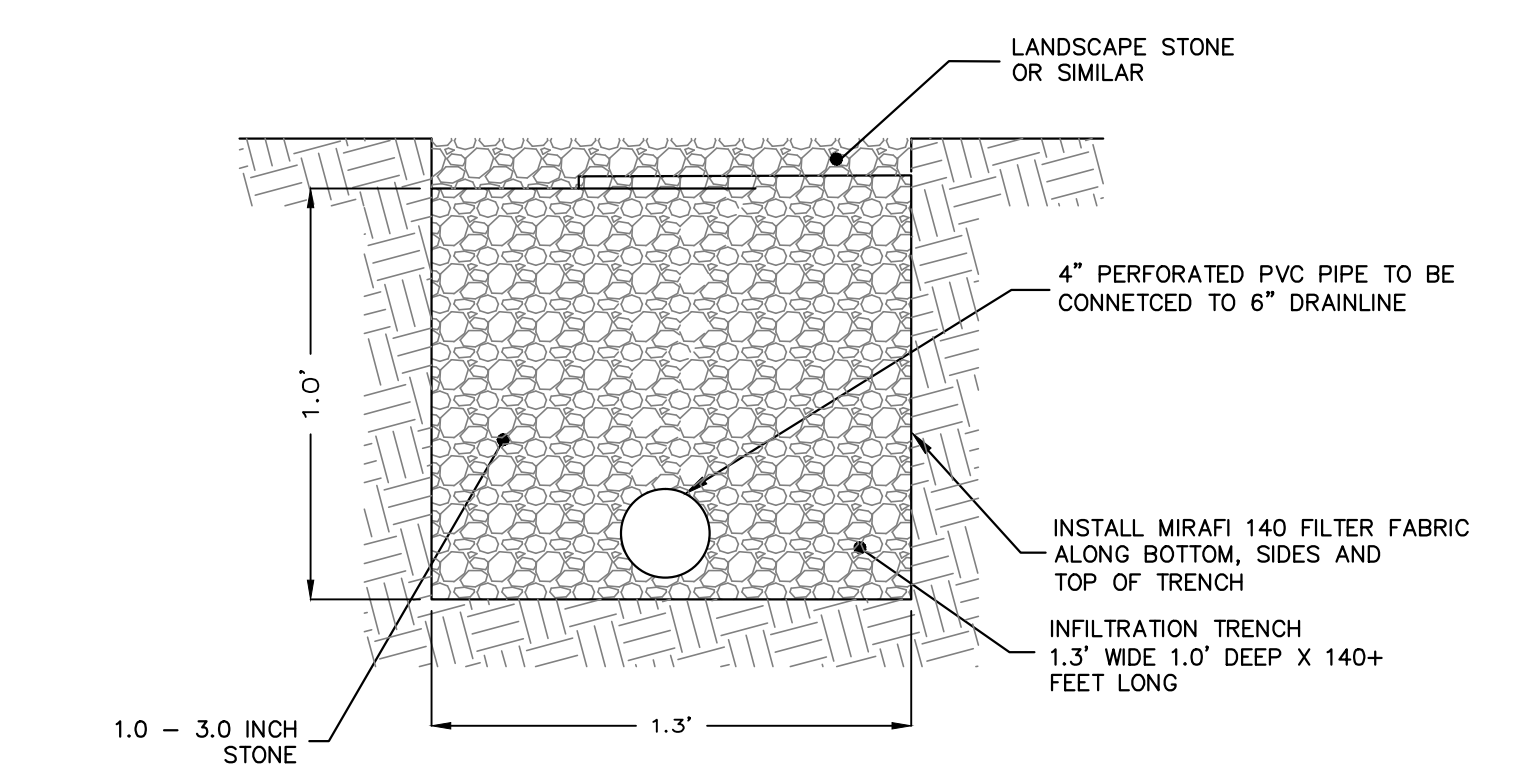 LANDSCAPE STONE
OR SIMILAR
4” PERFORATED PVC PIPE TO BE
CONNETCED TO 6” DRAINLINE
1.0’
INSTALL MIRAFI 140 FILTER FABRIC
ALONG BOTTOM, SIDES AND
TOP OF TRENCH
INFILTRATION TRENCH
1.3’ WIDE 1.0’ DEEP X 140+
FEET LONG
1.3’
1.0 – 3.0 INCH
STONE